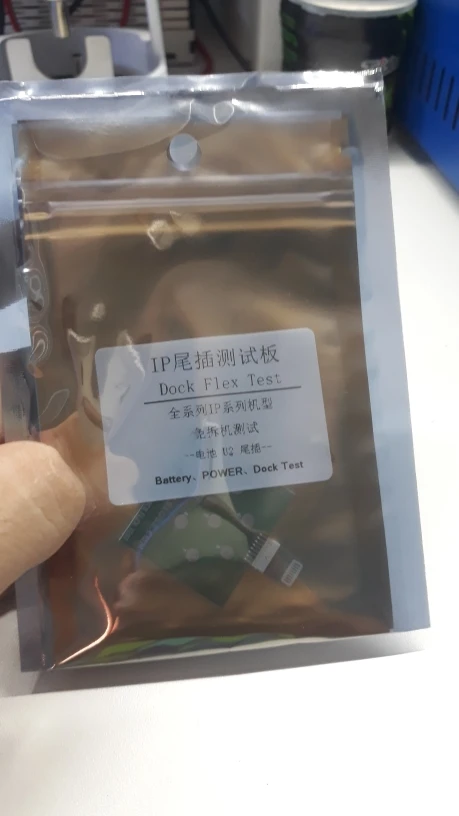 IP尾插测试板
Dock Flex Test
全系列IP系列机型
免拆机测试
--电池 U2 尾插--
Battery、POWER、Dock Test